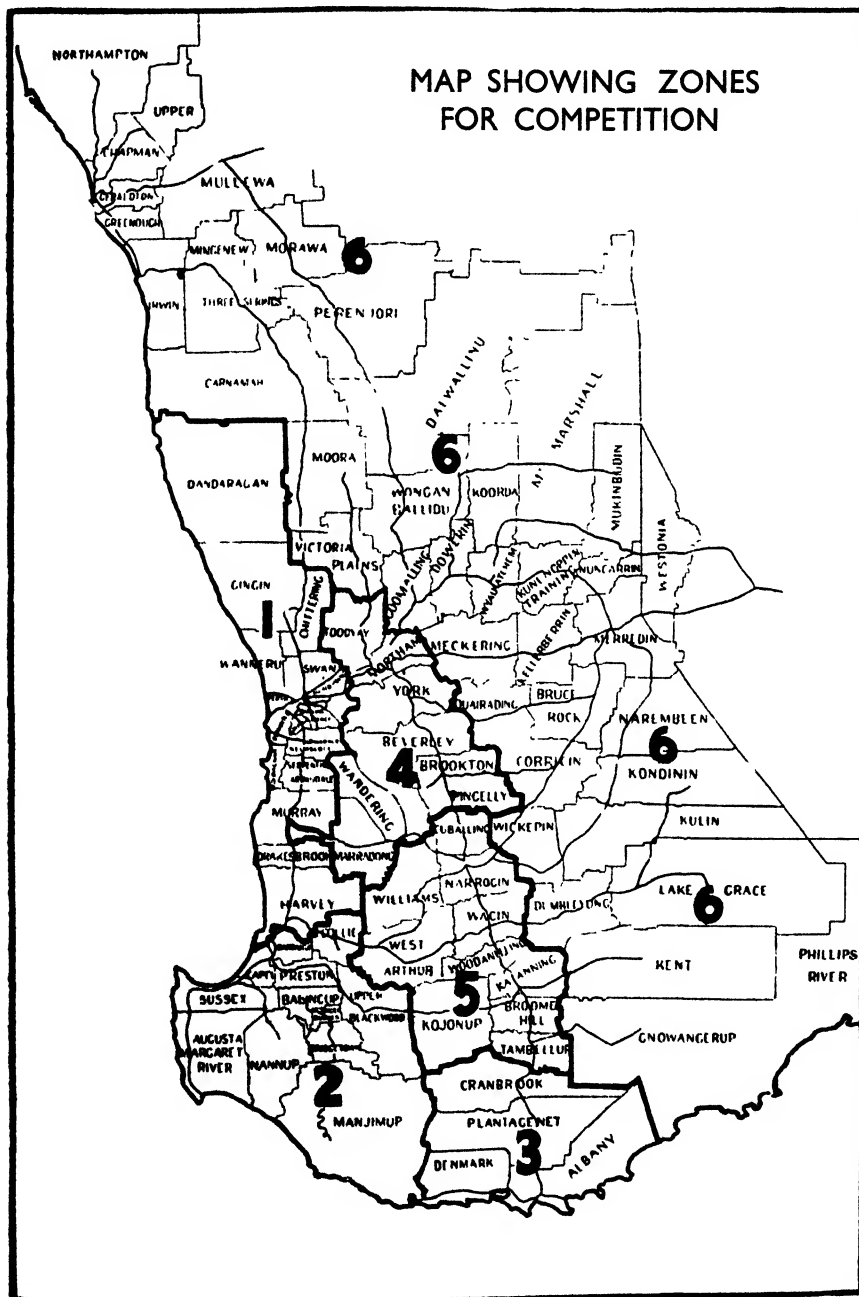 MAP SHOWING ZONES
FOR COMPETITION
NORTHAMPTON
UPPER
CHAPMAN
GERALDTON
GREENOUGH
MULLEWA
MINGENEW
MORAWA
6
IRWIN
THREE SPRINGS
PERENJORI
CARNAMAH
DALWALLINU
MARSHALL
DANDARAGAN
MOORA
6
WONGAN
BALLIDU
KOORDA
MUKINBUDIN
WESTONIA
VICTORIA
PLAINS
GOOMALLING
DOWERIN
WYALKATCHEM
KUNUNOPPIN
TRAYNING
NUNGARRIN
GINGIN
CHITTERING
1
TOODYAY
NORTHAM
MECKERING
KELLERBERRIN
MERREDIN
WANNEROO
SWAN
YORK
QUAIRADING
BRUCE
ROCK
NAREMBEEN
6
BEVERLEY
4
BROOKTON
CORRIGIN
KONDININ
WANDERING
PINGELLY
MURRAY
CUBALLING
WICKEPIN
KULIN
DRAKESBROOK
MARRADONG
HARVEY
WILLIAMS
NARROGIN
WAGIN
DUMBLEYUNG
LAKE GRACE
6
COLLIE
WEST
ARTHUR
WOODANILLING
KATANNING
KENT
PHILLIPS
RIVER
CAPEL
PRESTON
SUSSEX
BALINGUP
UPPER
BLACKWOOD
5
KOJONUP
BROOME
HILL
GNOWANGERUP
TAMBELLUP
AUGUSTA
MARGARET
RIVER
NANNUP
2
MANJIMUP
CRANBROOK
PLANTAGENET
3
DENMARK
ALBANY